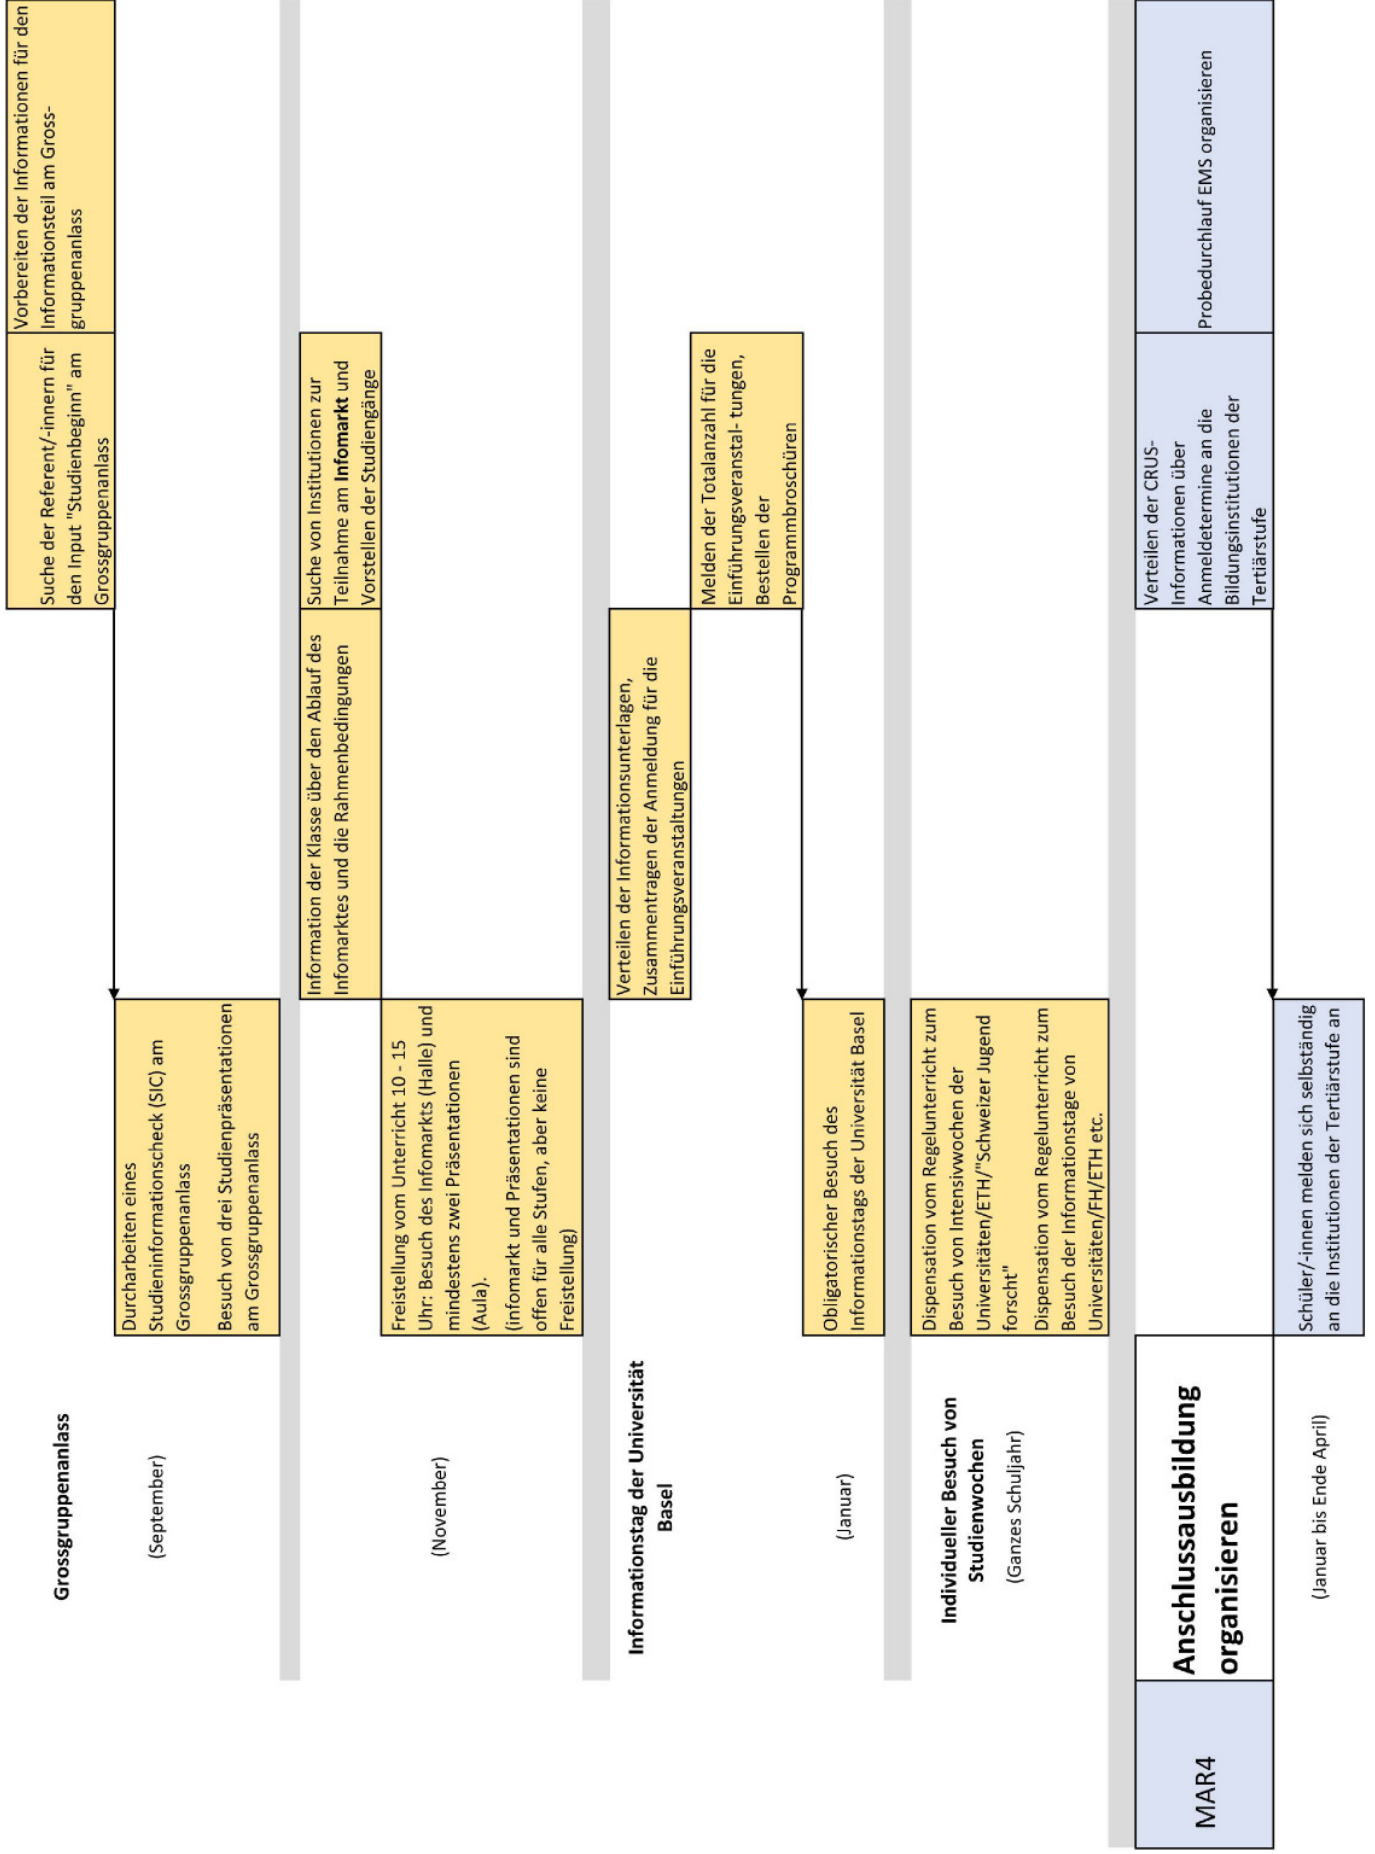 Grossgruppenanlass
(September)
Durcharbeiten eines
Studieninformationscheck (SIC) am
Grossgruppenanlass
Besuch von drei Studienpräsentationen
am Grossgruppenanlass
Suche der Referent/-innern für
den Input "Studienbeginn" am
Grossgruppenanlass
Vorbereiten der Informationen für den
Informationsteil am Gross-
gruppenanlass
(November)
Freistellung vom Unterricht 10 - 15
Uhr: Besuch des Infomarkts (Halle) und
mindestens zwei Präsentationen
(Aula).
(infomarkt und Präsentationen sind
offen für alle Stufen, aber keine
Freistellung)
Information der Klasse über den Ablauf des
Infomarktes und die Rahmenbedingungen
Suche von Institutionen zur
Teilnahme am Infomarkt und
Vorstellen der Studiengänge
Informationstag der Universität
Basel
(Januar)
Verteilen der Informationsunterlagen,
Zusammentragen der Anmeldung für die
Einführungsveranstaltungen
Melden der Totalanzahl für die
Einführungsveranstal- tungen,
Bestellen der
Programmbroschüren
Obligatorischer Besuch des
Informationstags der Universität Basel
Individueller Besuch von
Studienwochen
(Ganzes Schuljahr)
Dispensation vom Regelunterricht zum
Besuch von Intensivwochen der
Universitäten/ETH/"Schweizer Jugend
forscht"
Dispensation vom Regelunterricht zum
Besuch der Informationstage von
Universitäten/FH/ETH etc.
MAR4
Anschlussausbildung
organisieren
Verteilen der CRUS-
Informationen über
Anmeldetermine an die
Bildungsinstitutionen der
Tertiärstufe
Probedurchlauf EMS organisieren
(Januar bis Ende April)
Schüler/-innen melden sich selbständig
an die Institutionen der Tertiärstufe an